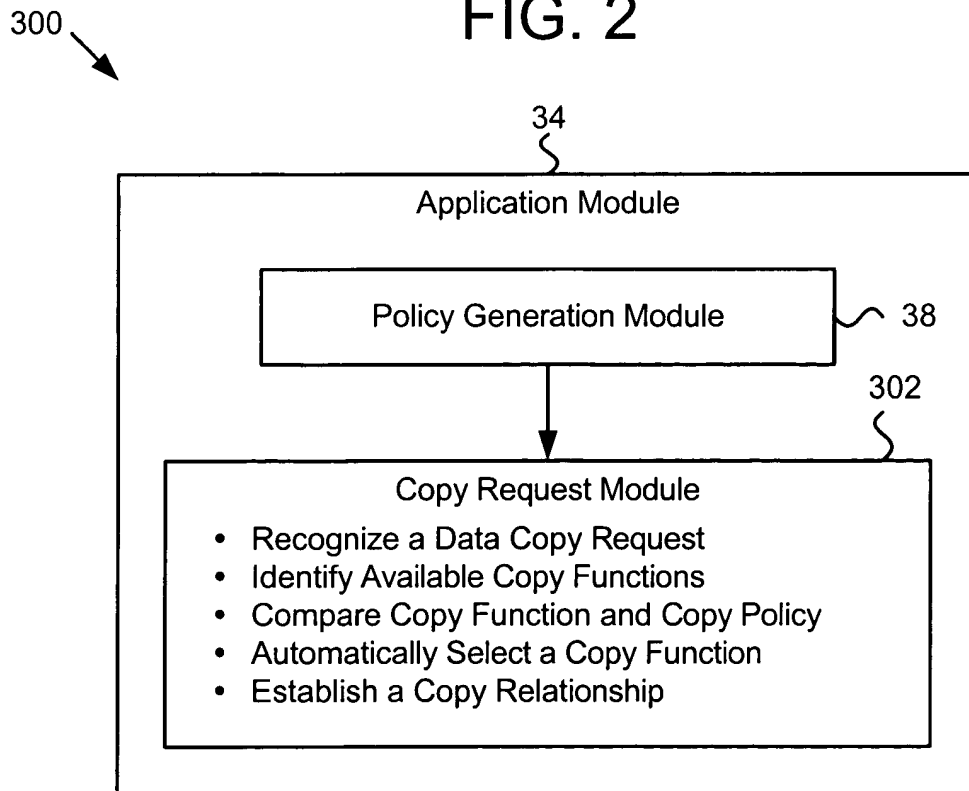 FIG. 2
300
34
Application Module
Policy Generation Module
38
302
Copy Request Module
• Recognize a Data Copy Request
• Identify Available Copy Functions
• Compare Copy Function and Copy Policy
• Automatically Select a Copy Function
• Establish a Copy Relationship